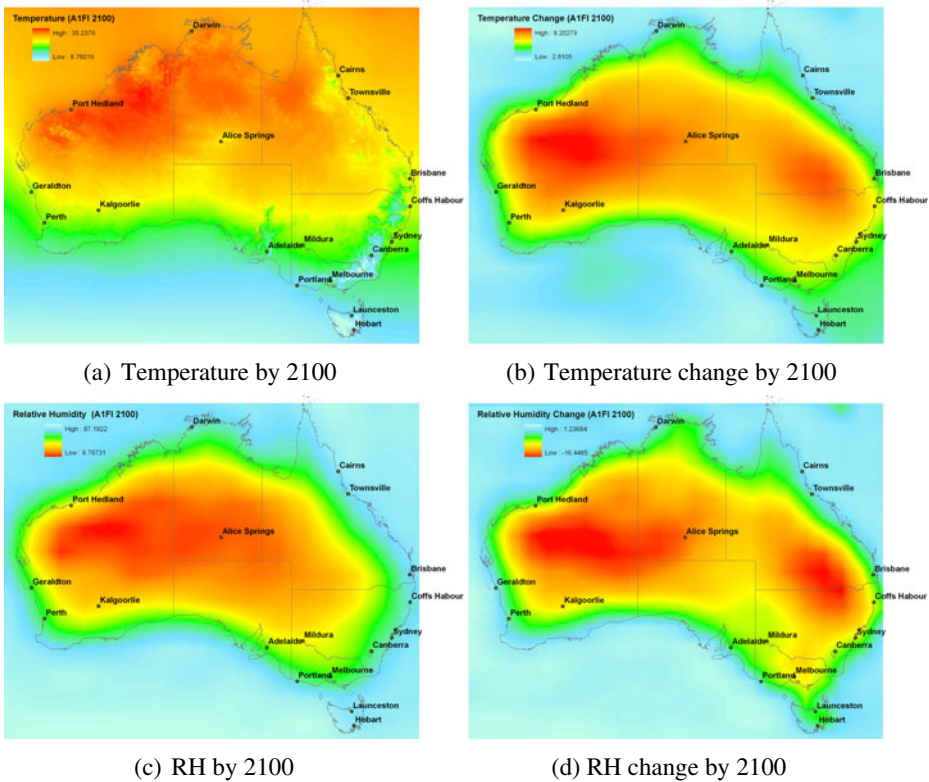 Temperature (A1FI 2100)
High : 35.2376
Low : 6.76019
Darwin
Cairns
Townsville
Port Hedland
Alice Springs
Geraldton
Brisbane
Coffs Habour
Kalgoorlie
Perth
Sydney
Mildura
Adelaide
Canberra
Melbourne
Portland
Launceston
Hobart
(a) Temperature by 2100
Temperature Change (A1FI 2100)
High : 8.20279
Low : 2.8105
Darwin
Cairns
Townsville
Port Hedland
Alice Springs
Geraldton
Brisbane
Coffs Habour
Kalgoorlie
Perth
Sydney
Mildura
Adelaide
Canberra
Melbourne
Portland
Launceston
Hobart
(b) Temperature change by 2100
Relative Humidity (A1FI 2100)
High : 87.1922
Low : 9.76731
Darwin
Cairns
Townsville
Port Hedland
Alice Springs
Geraldton
Brisbane
Coffs Habour
Kalgoorlie
Perth
Sydney
Mildura
Adelaide
Canberra
Melbourne
Portland
Launceston
Hobart
(c) RH by 2100
Relative Humidity Change (A1FI 2100)
High : 1.23684
Low : -16.4485
Darwin
Cairns
Townsville
Port Hedland
Alice Springs
Geraldton
Brisbane
Coffs Habour
Kalgoorlie
Perth
Sydney
Mildura
Adelaide
Canberra
Melbourne
Portland
Launceston
Hobart
(d) RH change by 2100